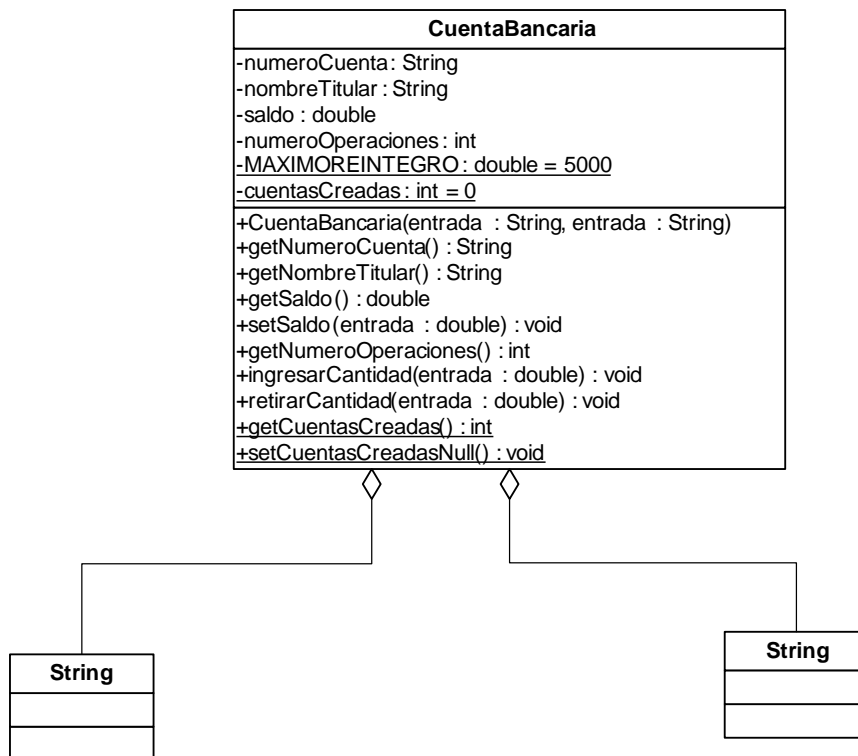 CuentaBancaria
-numeroCuenta : String
-nombreTitular : String
-saldo : double
-numeroOperaciones : int
-MAXIMOREINTEGRO : double = 5000
-cuentasCreadas : int = 0
+CuentaBancaria(entrada : String, entrada : String)
+getNumeroCuenta() : String
+getNombreTitular() : String
+getSaldo() : double
+setSaldo(entrada : double) : void
+getNumeroOperaciones() : int
+ingresarCantidad(entrada : double) : void
+retirarCantidad(entrada : double) : void
+getCuentasCreadas() : int
+setCuentasCreadasNull() : void
String
String